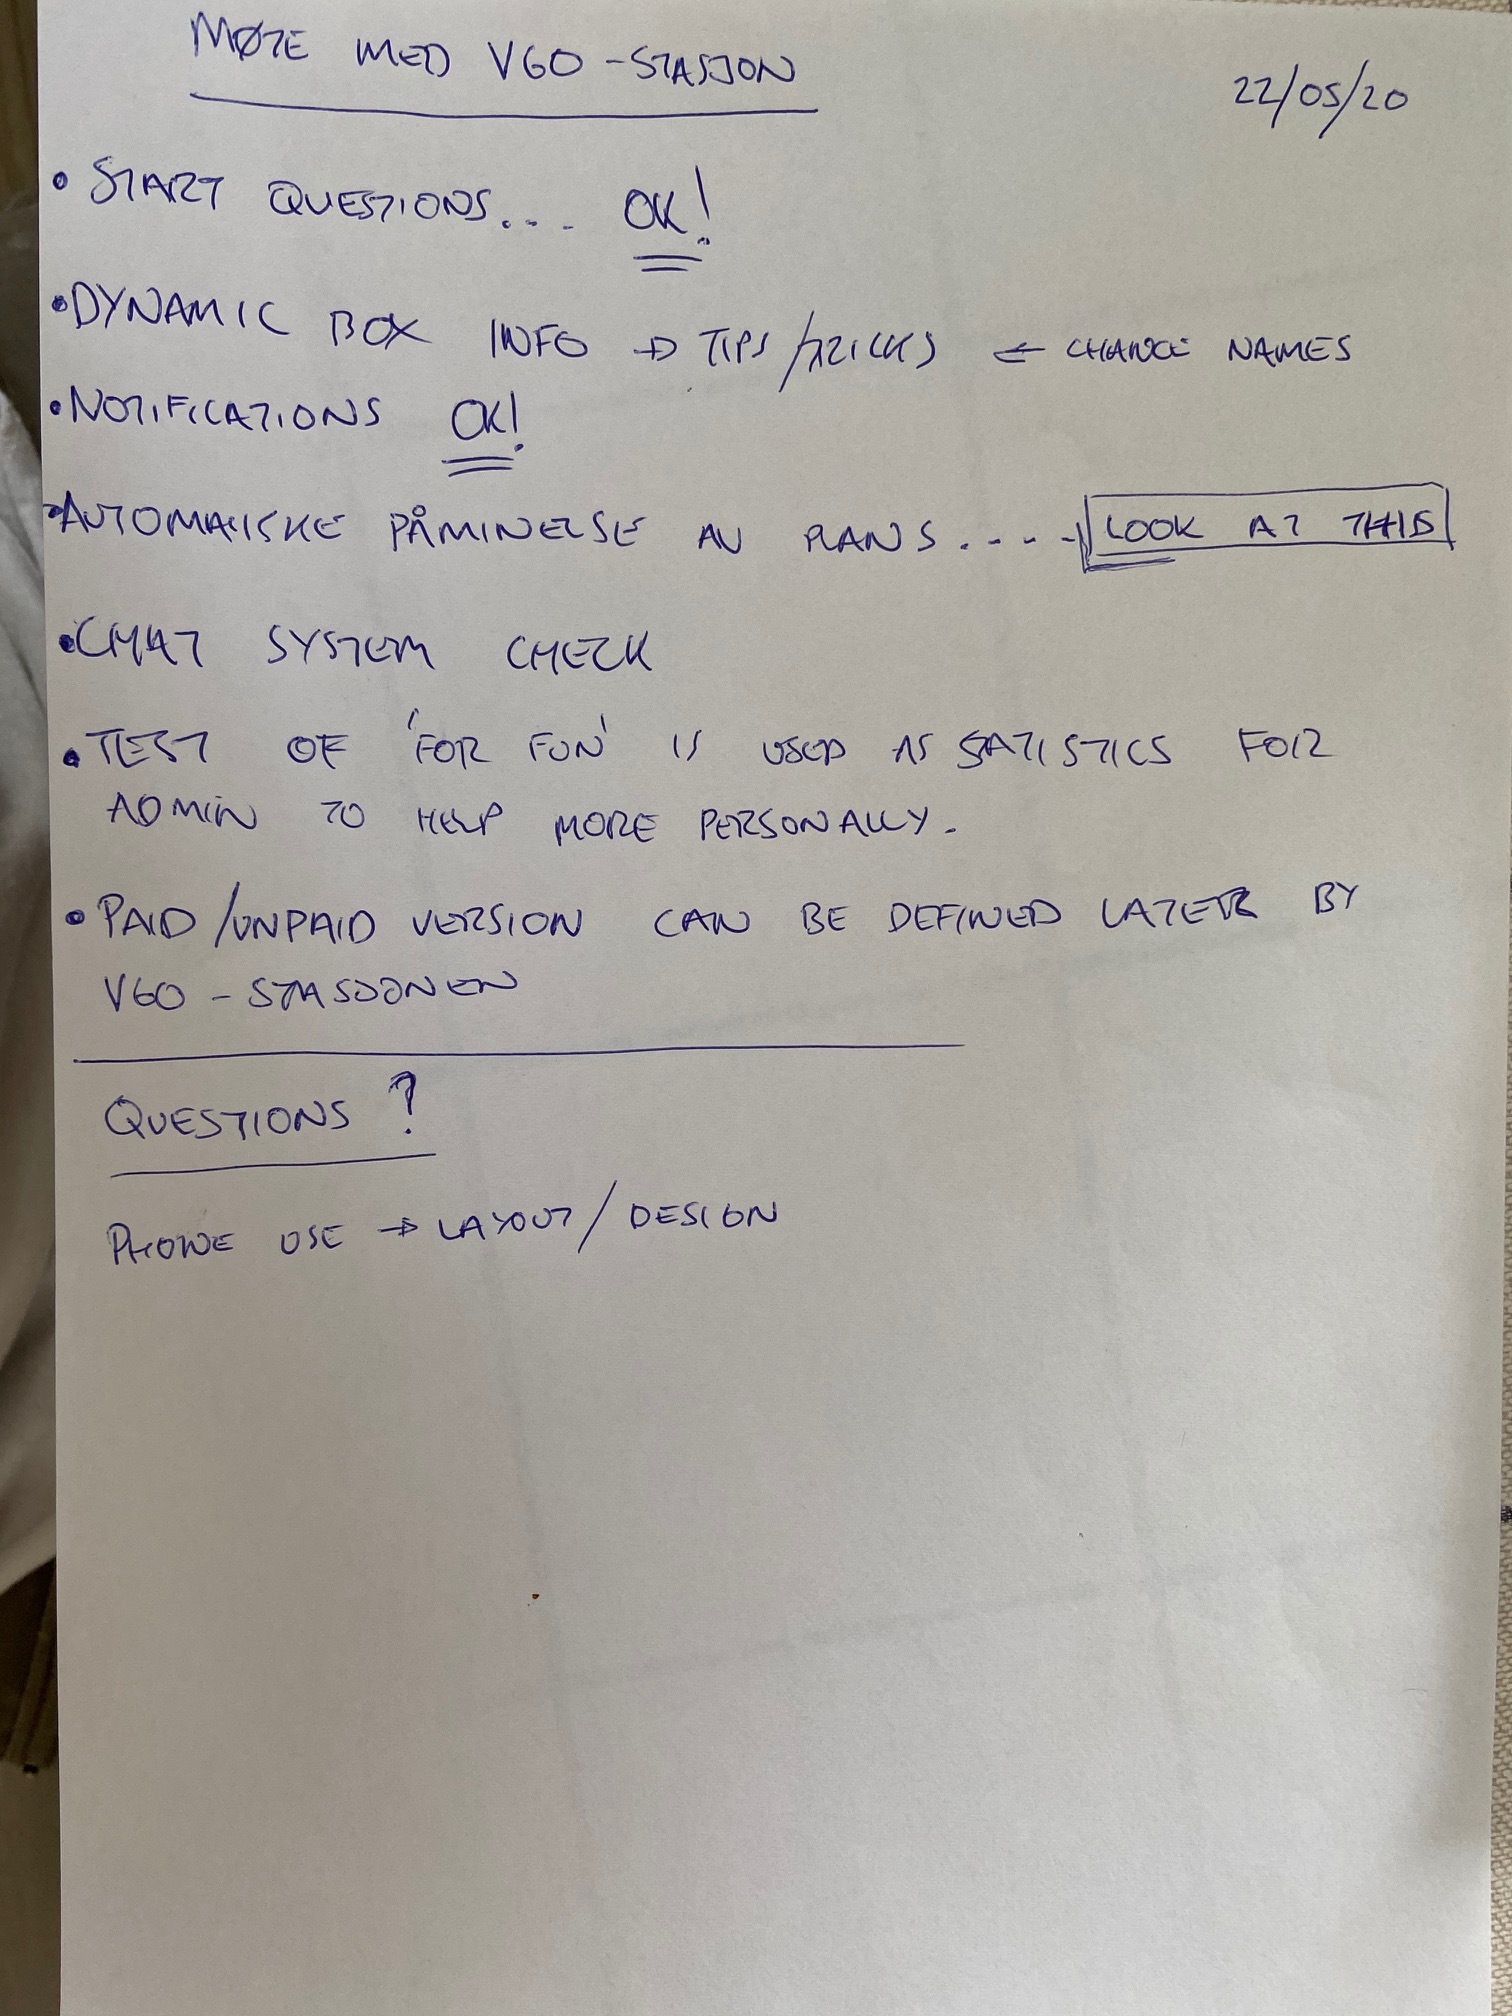 MØTE MED VGO-STASJON
22/05/20
• START QUESTIONS.... OK!
• DYNAMIC BOX INFO → TIPS/TRICKS ← CHANGE NAMES
• NOTIFICATIONS OK!
• AUTOMATISKE PÅMINELSE AV PLANS.... LOOK AT THIS
• CHAT SYSTEM CHECK
• TEST OF 'FOR FUN' IS USED AS SATISTICS FOR
ADMIN TO HELP MORE PERSONALLY.
• PAID/UNPAID VERSION CAN BE DEFINED LATER BY
VGO-STASJONEN
QUESTIONS?
PHONE USE → LAYOUT/DESIGN